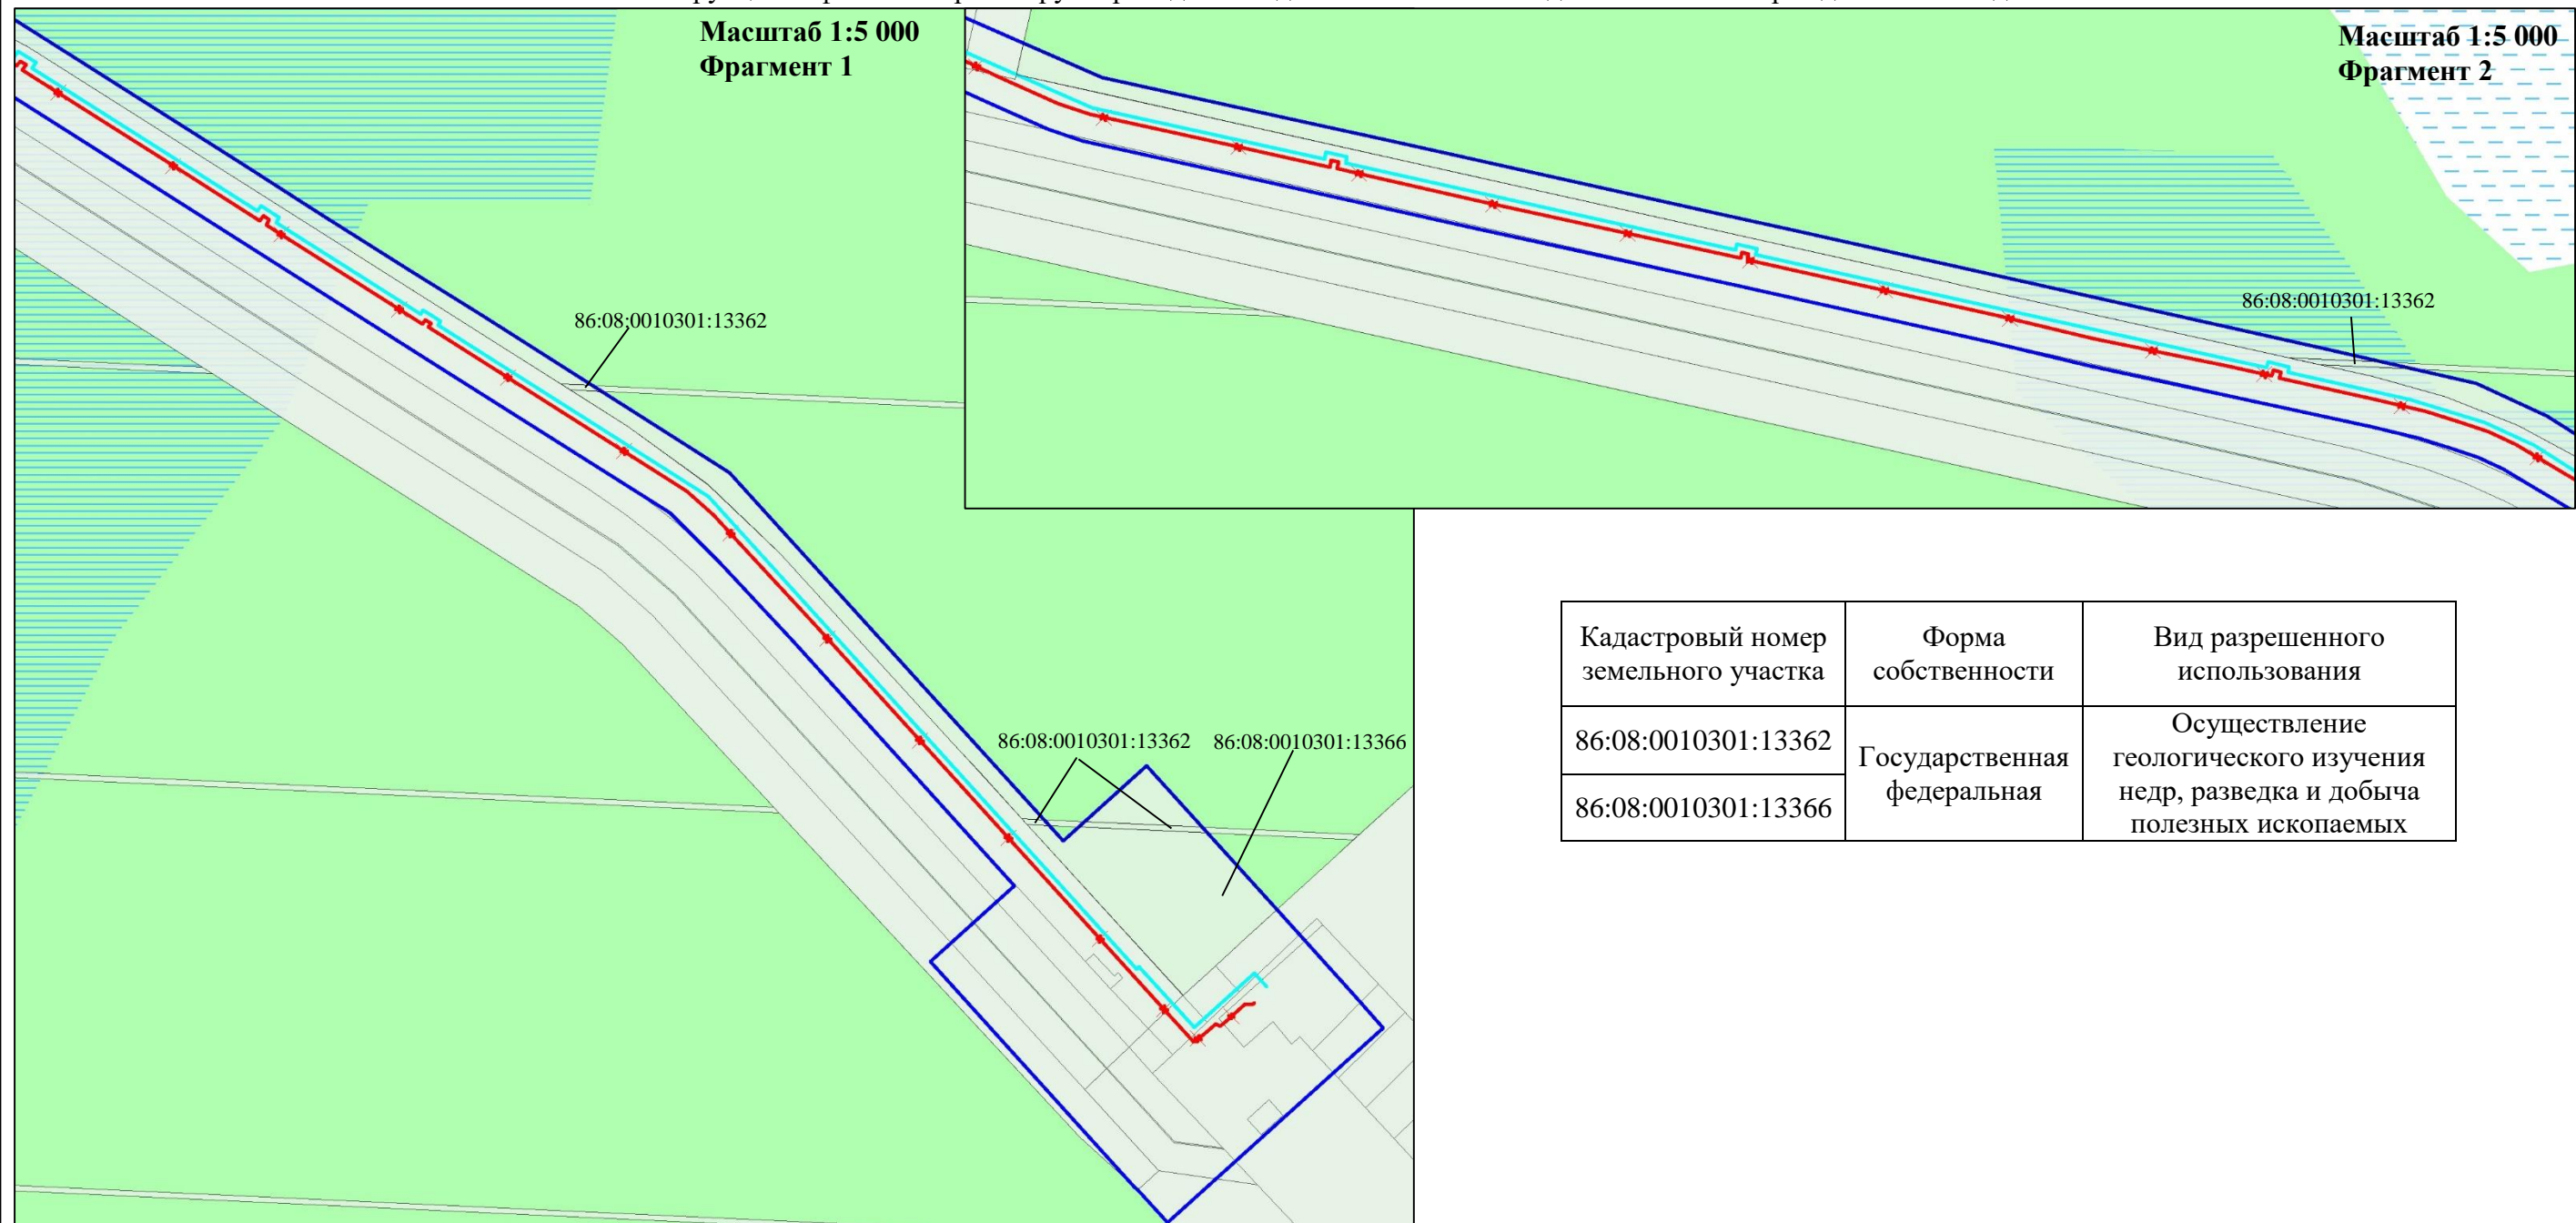 Масштаб 1:5 000
Фрагмент 1
Масштаб 1:5 000
Фрагмент 2
86:08:0010301:13362
86:08:0010301:13362
86:08:0010301:13362
86:08:0010301:13366
Кадастровый номер
земельного участка
Форма
собственности
Вид разрешенного
использования
86:08:0010301:13362
86:08:0010301:13366
Государственная
федеральная
Осуществление
геологического изучения
недр, разведка и добыча
полезных ископаемых